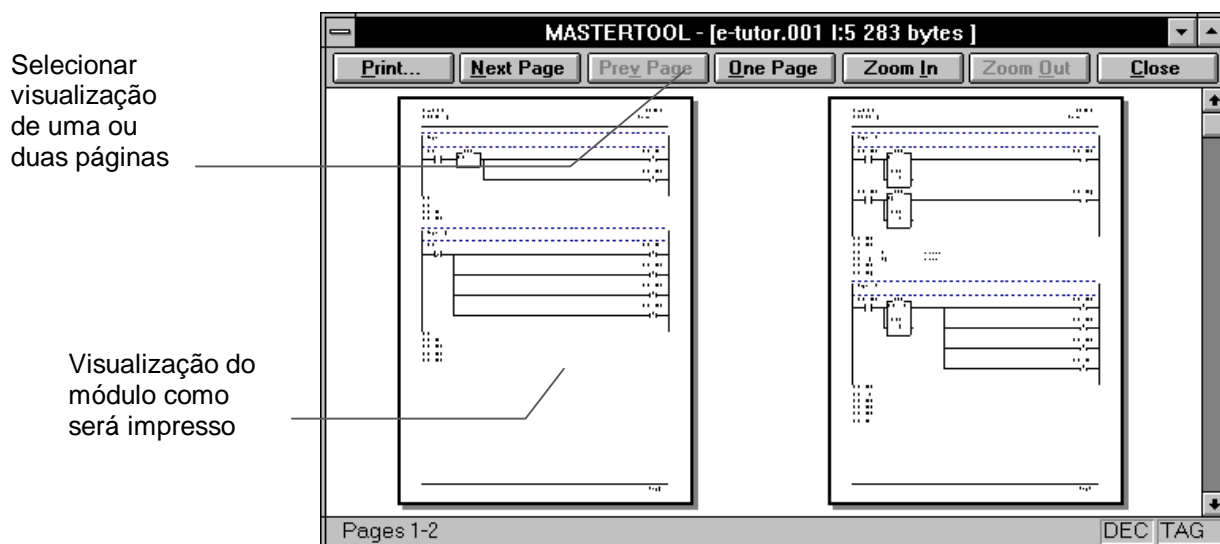 MASTERTOOL - [e-tutor.001 l:5 283 bytes ]
Print... Next Page Prev Page One Page Zoom In Zoom Out Close
Selecionar
visualização
de uma ou
duas páginas
Visualização do
módulo como
será impresso
Pages 1-2 DEC TAG